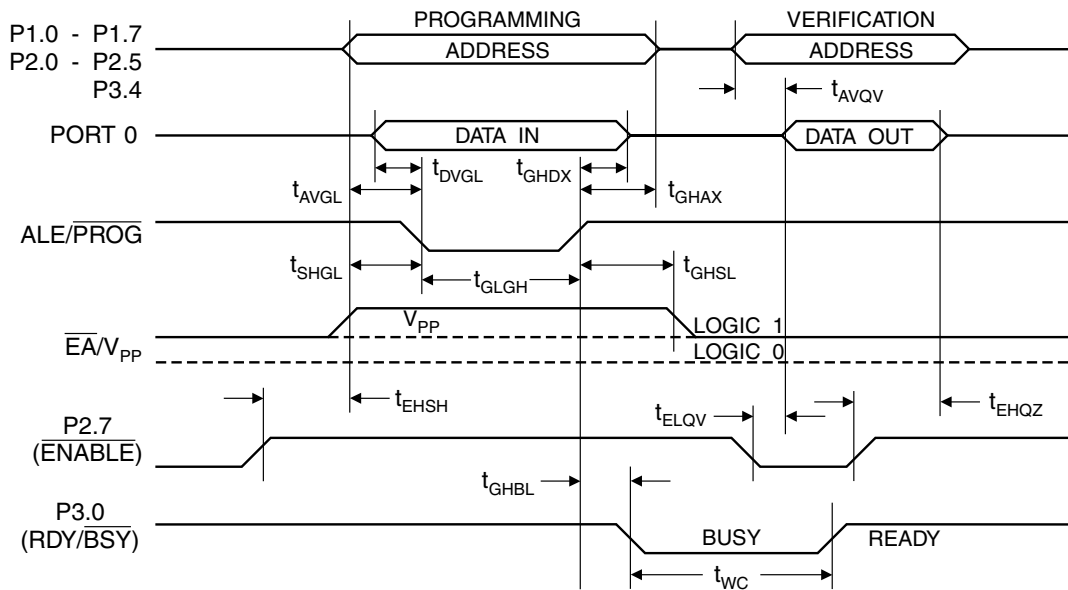 PROGRAMMING VERIFICATION
P1.0 - P1.7
P2.0 - P2.5
P3.4
ADDRESS ADDRESS
tAVQV
PORT 0 DATA IN DATA OUT
tDVGL tGHDX
tAVGL tGHAX
ALE/PROG
tSHGL tGLGH tGHSL
VPP LOGIC 1
EA/VPP LOGIC 0
tEHSH tELQV tEHQZ
P2.7
(ENABLE)
tGHBL
P3.0
(RDY/BSY) BUSY READY
tWC